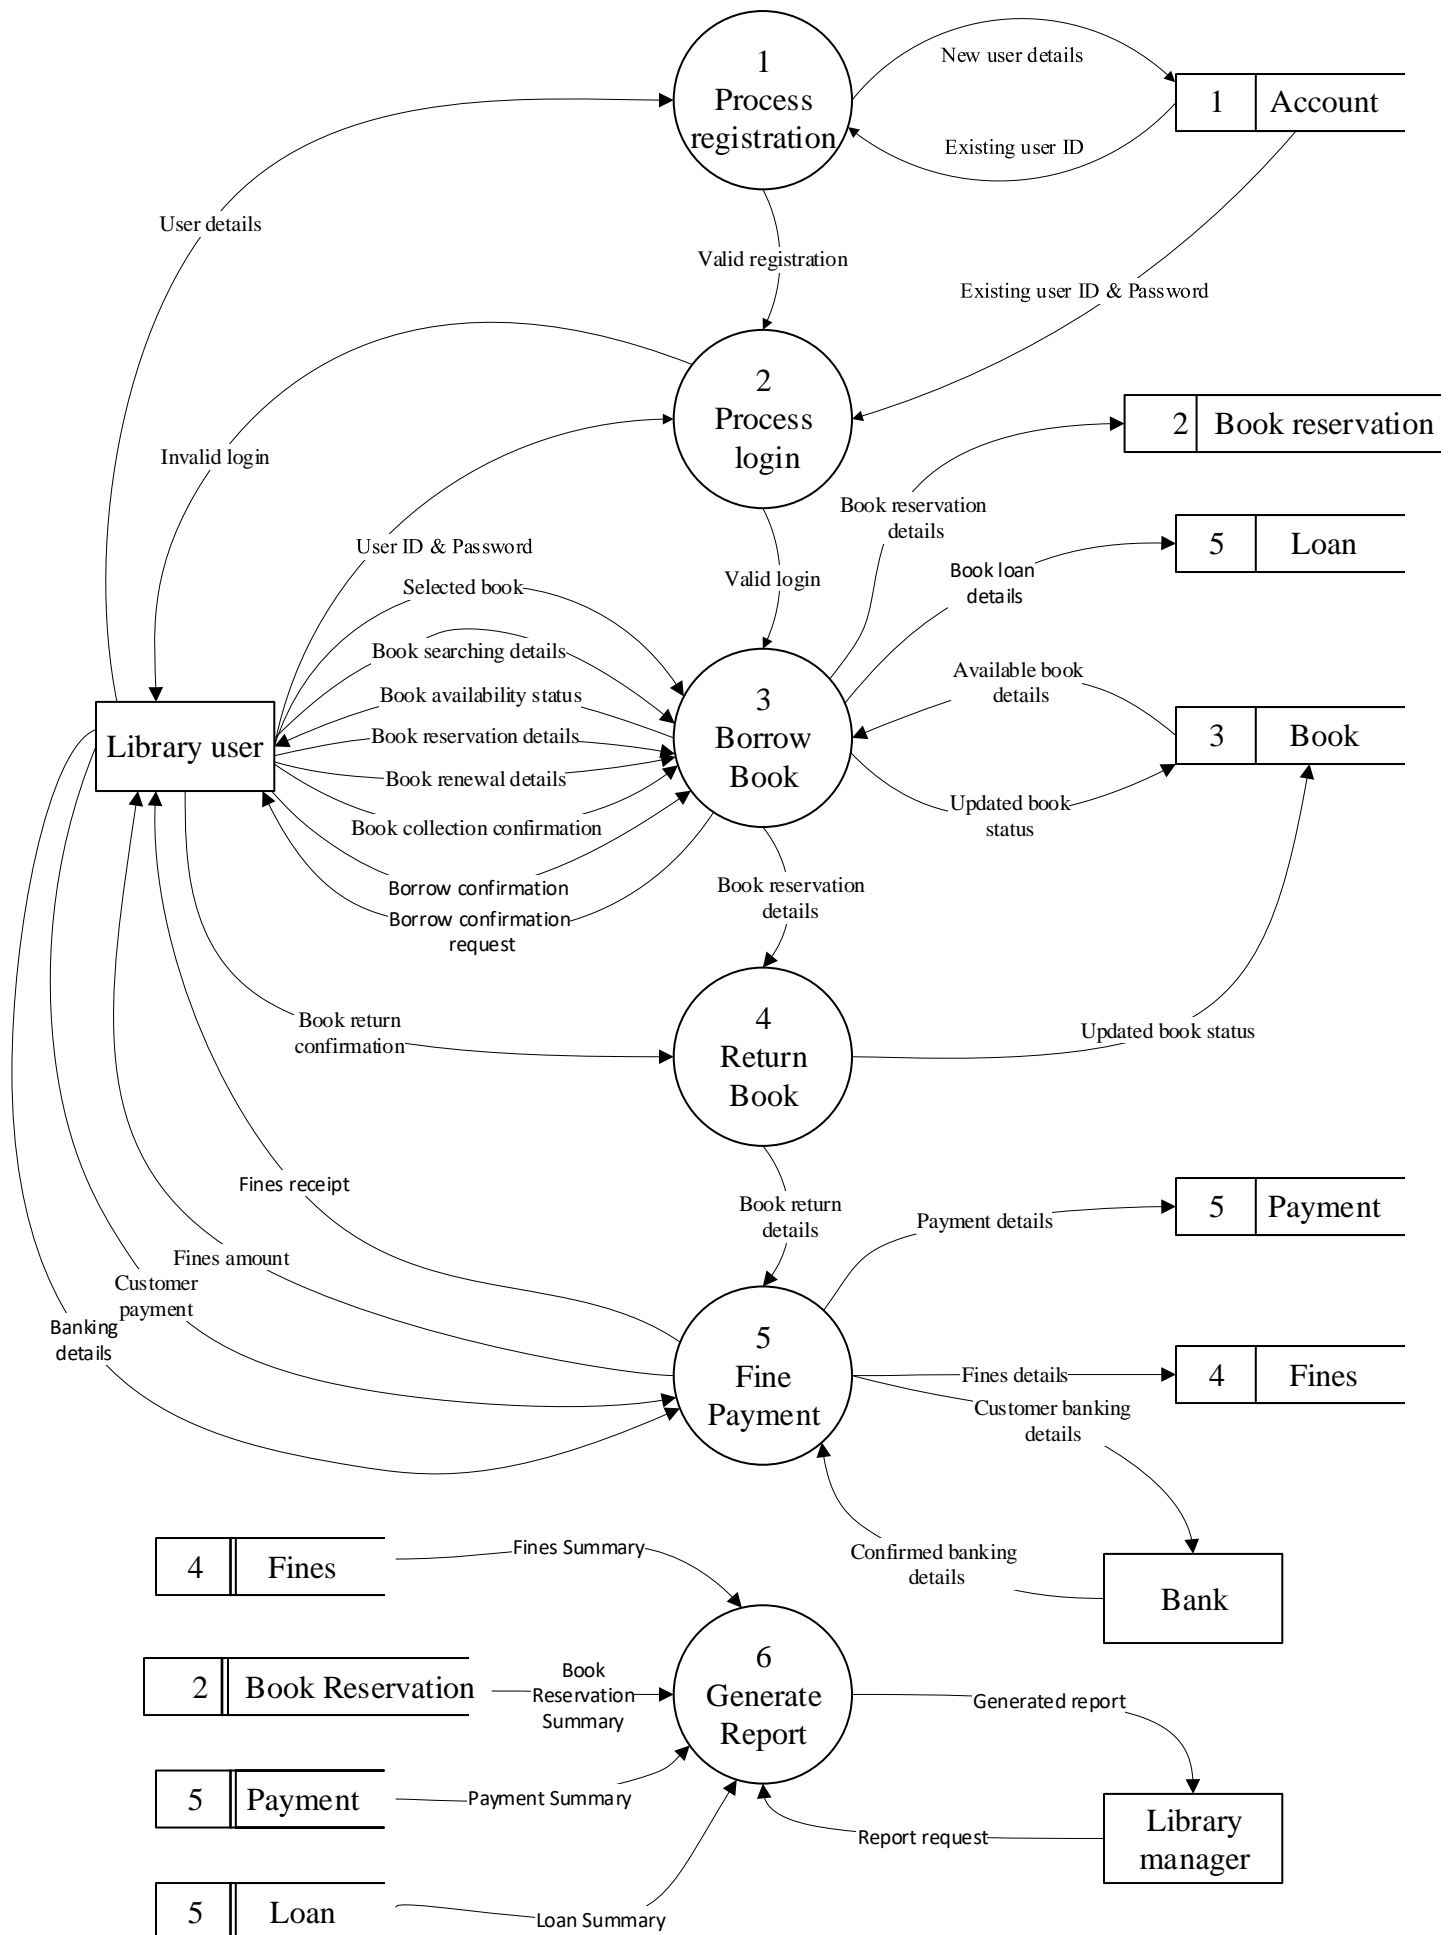 1
Process
registration
New user details
1
Account
Existing user ID
User details
Valid registration
Existing user ID & Password
2
Process
login
2
Book reservation
Invalid login
Book reservation
details
User ID & Password
5
Loan
Valid login
Book loan
details
Selected book
Book searching details
Available book
details
Book availability status
3
Borrow
Book
3
Book
Library user
Book reservation details
Book renewal details
Updated book
status
Book collection confirmation
Borrow confirmation
Borrow confirmation
request
Book reservation
details
Book return
confirmation
4
Return
Book
Updated book status
Fines receipt
Book return
details
5
Payment
Payment details
Fines amount
Customer
payment
Banking
details
5
Fine
Payment
Fines details
4
Fines
Customer banking
details
Confirmed banking
details
Bank
4
Fines
Fines Summary
2
Book Reservation
Book
Reservation
Summary
6
Generate
Report
Generated report
5
Payment
Payment Summary
Report request
Library
manager
5
Loan
Loan Summary